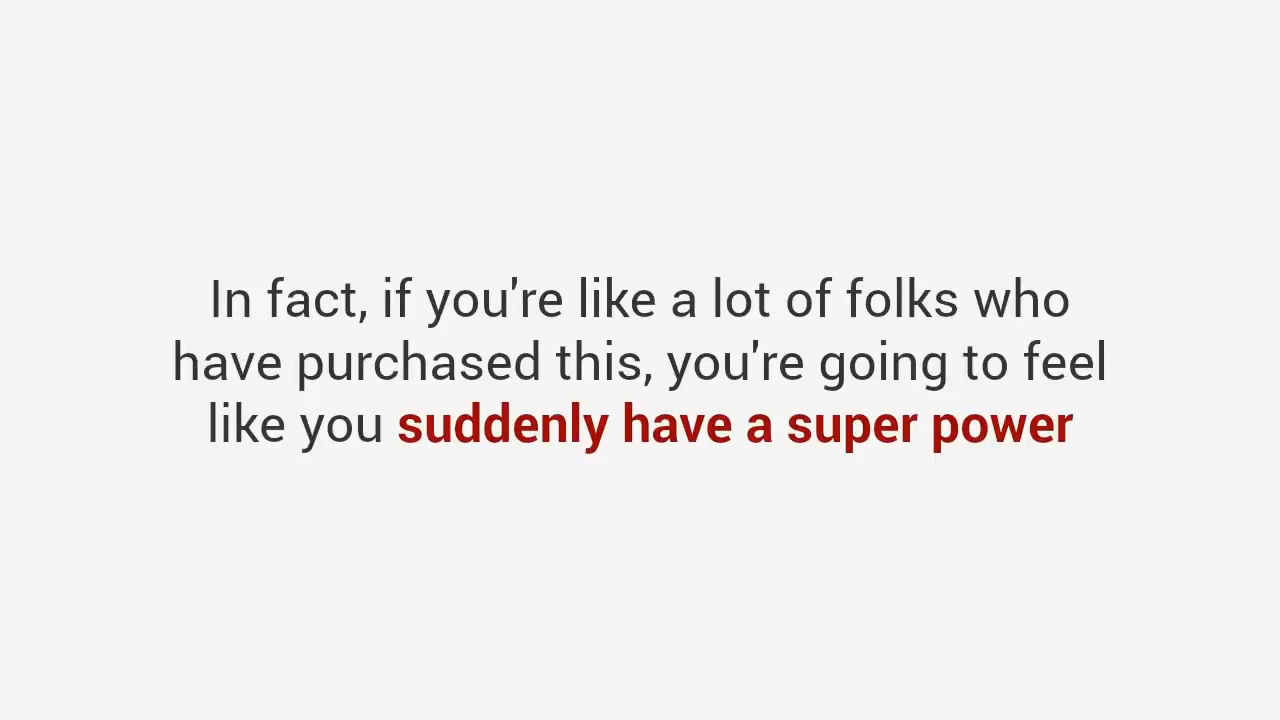 In fact, if you're like a lot of folks who
have purchased this, you're going to feel
like you suddenly have a super power